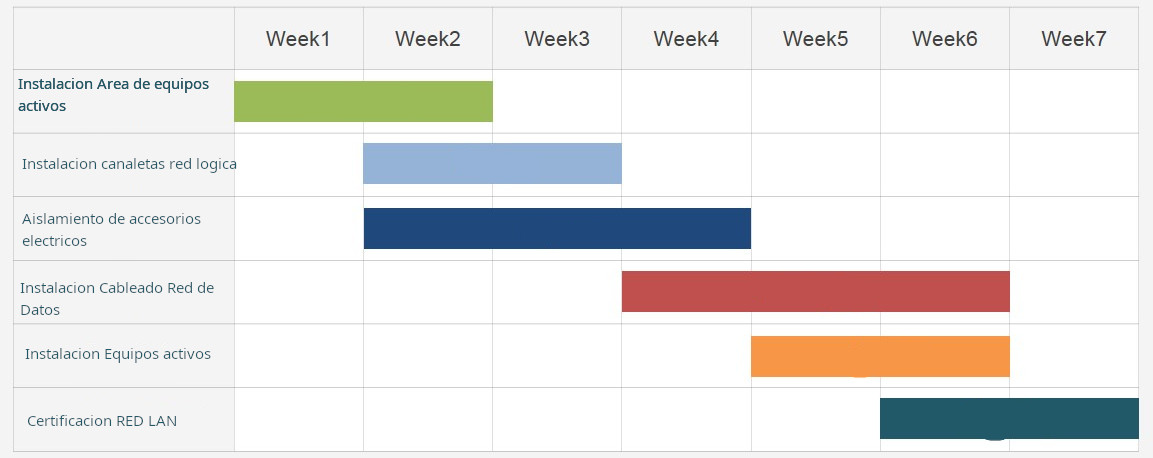 Week1 Week2 Week3 Week4 Week5 Week6 Week7
Instalacion Area de equipos
activos
Instalacion canaletas red logica
Aislamiento de accesorios
electricos
Instalacion Cableado Red de
Datos
Instalacion Equipos activos
Certificacion RED LAN